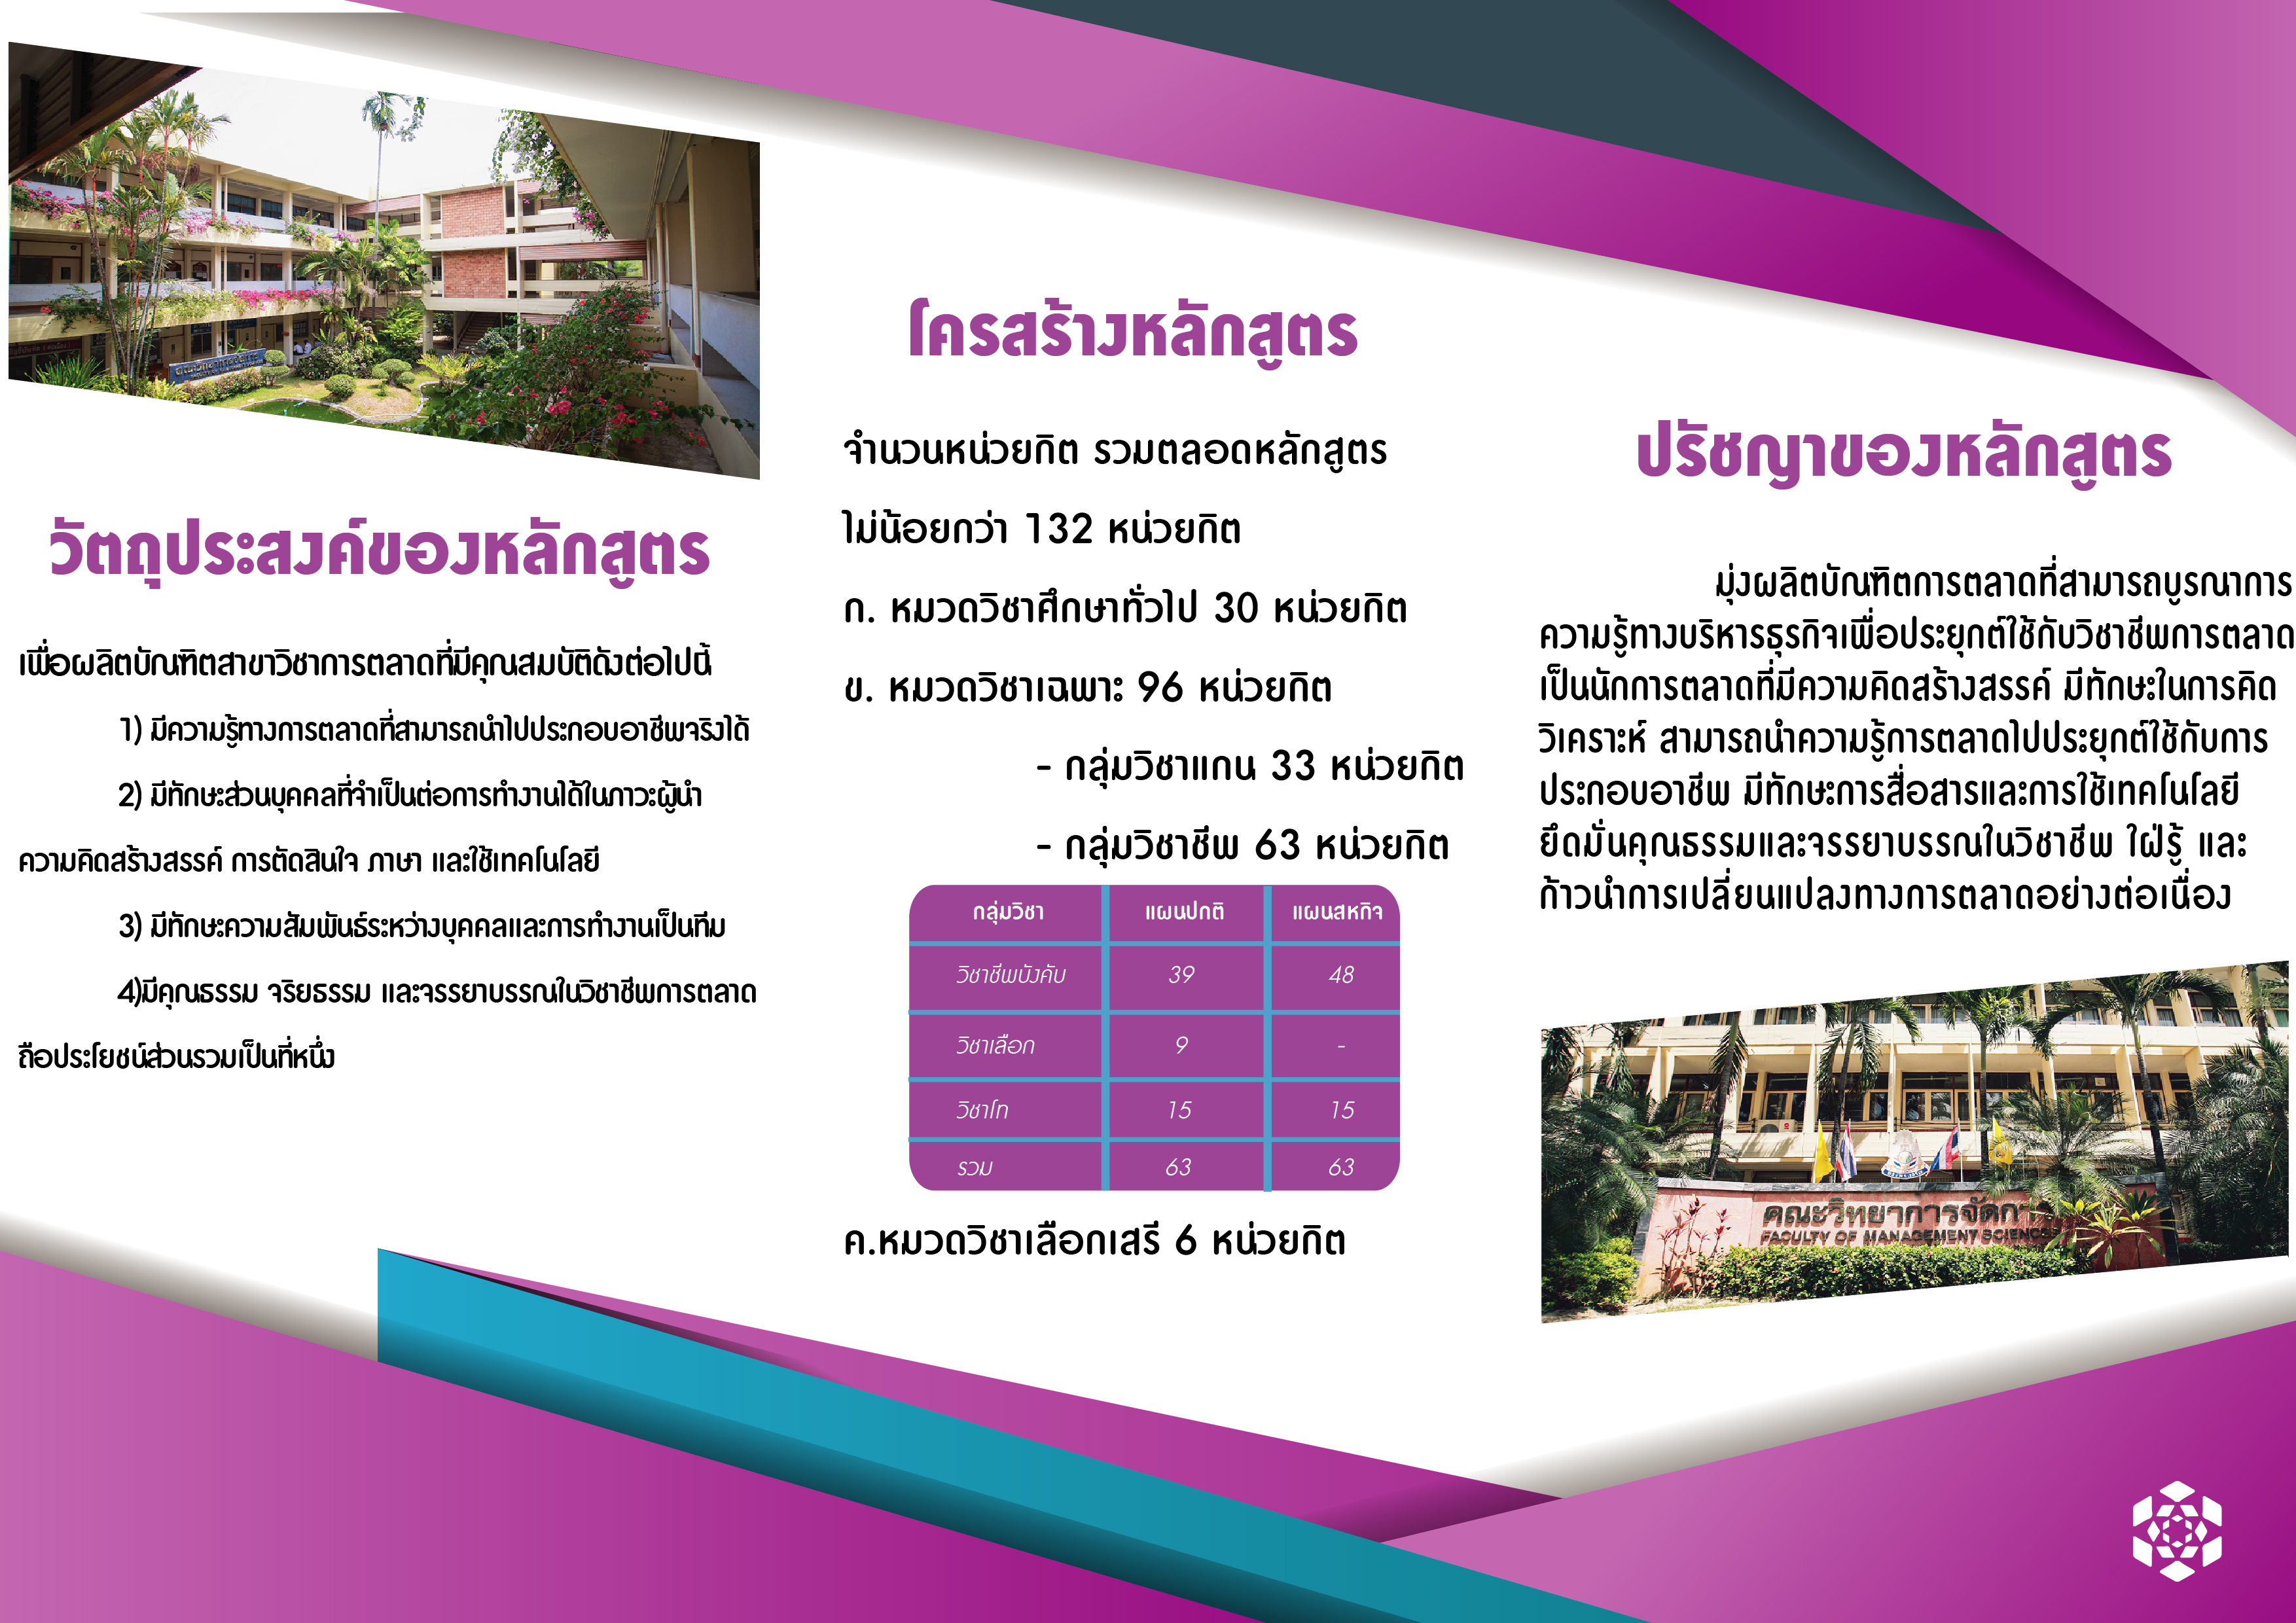 วัตถุประสงค์ของหลักสูตร
เพื่อผลิตบัณฑิตสาขาวิชาการตลาดที่มีคุณสมบัติดังต่อไปนี้
1) มีความรู้ทางการตลาดที่สามารถนำไปประกอบอาชีพจริงได้
2) มีทักษะส่วนบุคคลที่จำเป็นต่อการทำงานได้ในภาวะผู้นำ
ความคิดสร้างสรรค์ การตัดสินใจ ภาษา และใช้เทคโนโลยี
3) มีทักษะความสัมพันธ์ระหว่างบุคคลและการทำงานเป็นทีม
4)มีคุณธรรม จริยธรรม และจรรยาบรรณในวิชาชีพการตลาด
ถือประโยชน์ส่วนรวมเป็นที่หนึ่ง
โครสร้างหลักสูตร
จำนวนหน่วยกิต รวมตลอดหลักสูตร
ไม่น้อยกว่า 132 หน่วยกิต
ก. หมวดวิชาศึกษาทั่วไป 30 หน่วยกิต
ข. หมวดวิชาเฉพาะ 96 หน่วยกิต
- กลุ่มวิชาแกน 33 หน่วยกิต
- กลุ่มวิชาชีพ 63 หน่วยกิต
กลุ่มวิชา แผนปกติ แผนสหกิจ
วิชาชีพบังคับ 39 48
วิชาเลือก 9 -
วิชาโท 15 15
รวม 63 63
ค.หมวดวิชาเลือกเสรี 6 หน่วยกิต
ปรัชญาของหลักสูตร
มุ่งผลิตบัณฑิตการตลาดที่สามารถบูรณาการ
ความรู้ทางบริหารธุรกิจเพื่อประยุกต์ใช้กับวิชาชีพการตลาด
เป็นนักการตลาดที่มีความคิดสร้างสรรค์ มีทักษะในการคิด
วิเคราะห์ สามารถนำความรู้การตลาดไปประยุกต์ใช้กับการ
ประกอบอาชีพ มีทักษะการสื่อสารและการใช้เทคโนโลยี
ยึดมั่นคุณธรรมและจรรยาบรรณในวิชาชีพ ใฝ่รู้ และ
ก้าวนำการเปลี่ยนแปลงทางการตลาดอย่างต่อเนื่อง
คณะวิทยาการจัดกา
FACULTY OF MANAGEMENT SCIENCE